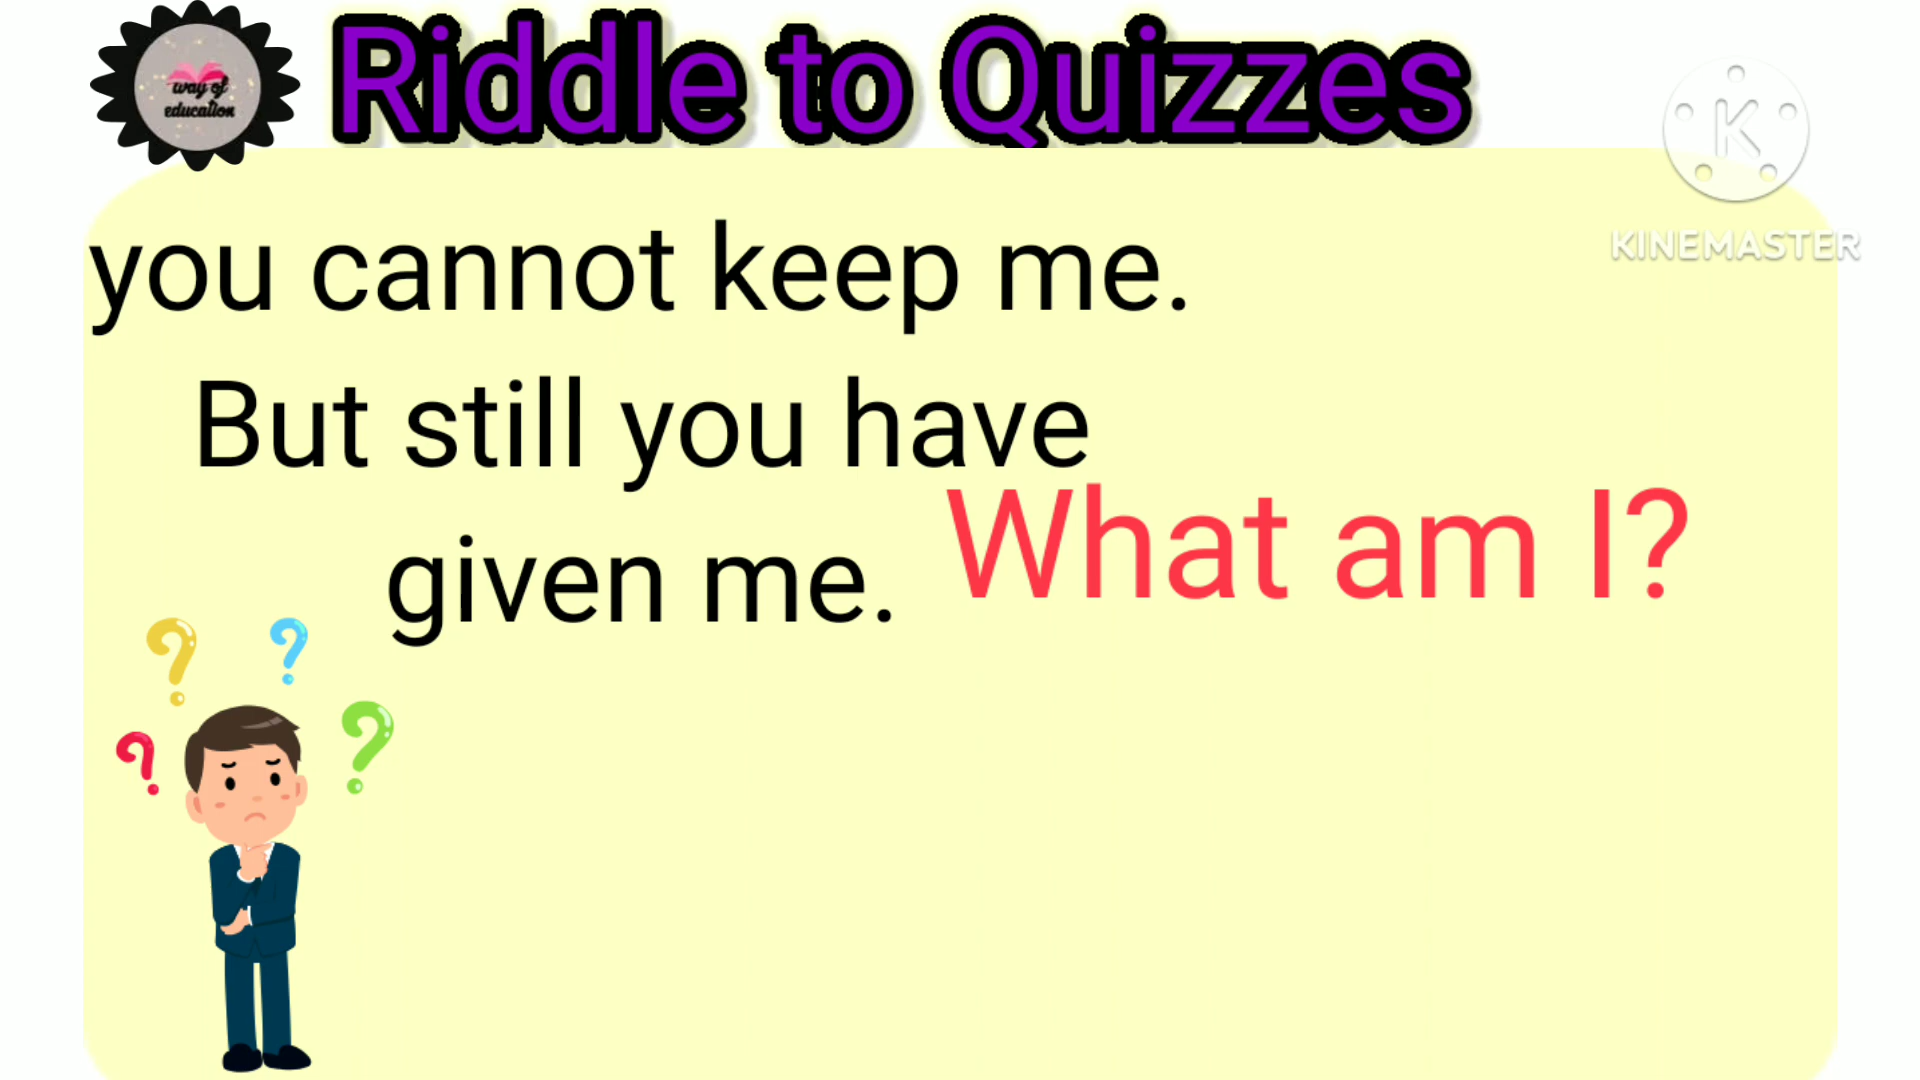 way of
education
Riddle to Quizzes
K
KINEMASTER
you cannot keep me.
But still you have
given me.
What am I?